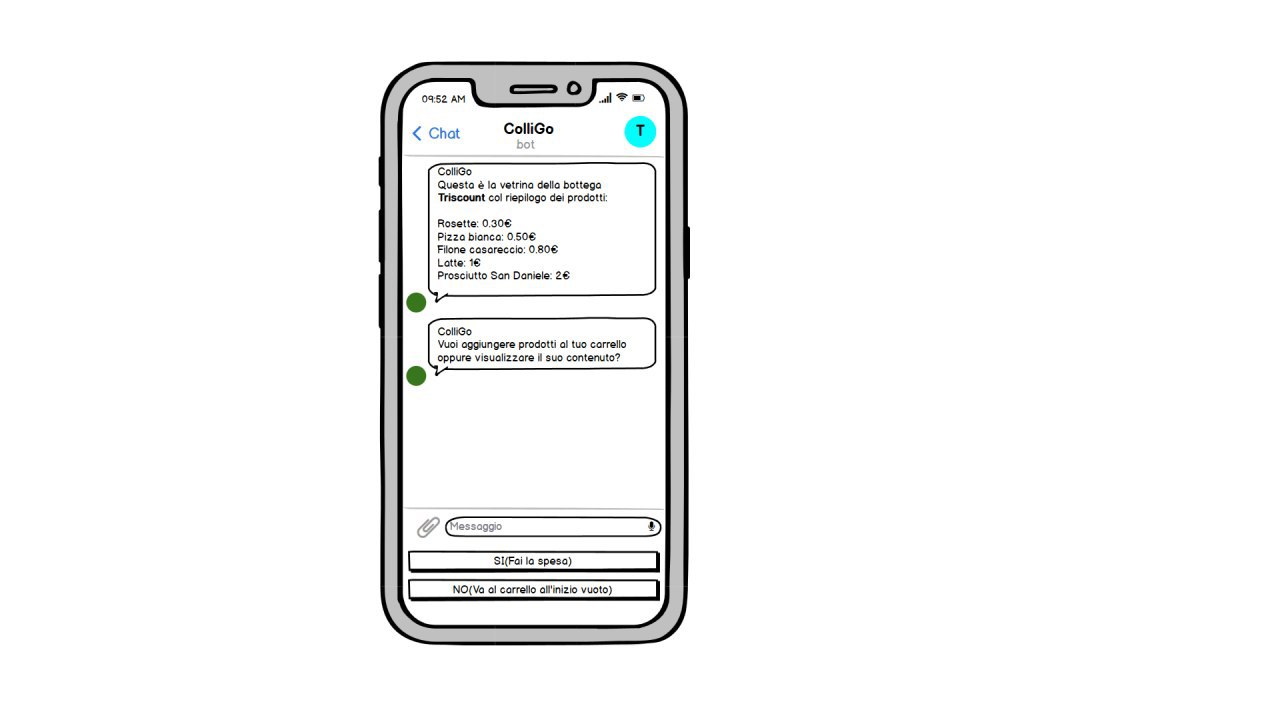 09:52 AM
Chat
ColliGo
bot
T
ColliGo
Questa è la vetrina della bottega
Triscount col riepilogo dei prodotti:
Rosette: 0.30€
Pizza bianca: 0.50€
Filone casareccio: 0.80€
Latte: 1€
Prosciutto San Daniele: 2€
ColliGo
Vuoi aggiungere prodotti al tuo carrello
oppure visualizzare il suo contenuto?
Messaggio
SI(Fai la spesa)
NO(Va al carrello all'inizio vuoto)